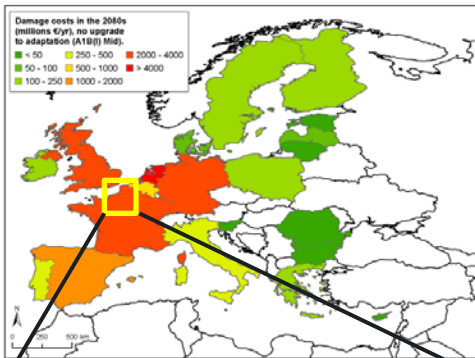 Damage costs in the 2080s
(millions €/yr), no upgrade
to adaptation (A1B(I) Mid).
< 50 250 - 500 2000 - 4000
50 - 100 500 - 1000 > 4000
100 - 250 1000 - 2000
N
0 250 500 km